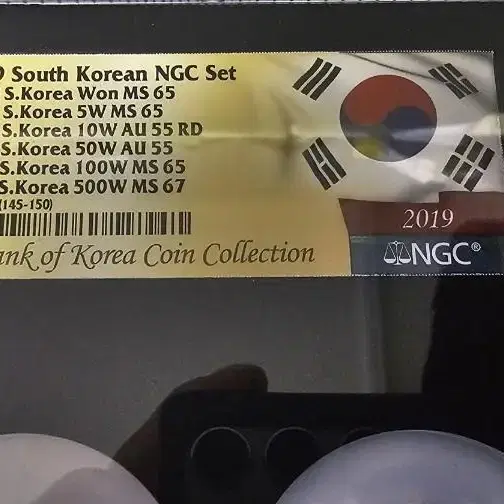 9 South Korean NGC Set
S.Korea Won MS 65
S.Korea 5W MS 65
S.Korea 10W AU 55 RD
S.Korea 50W AU 55
S.Korea 100W MS 65
S.Korea 500W MS 67
(145-150)
ank of Korea Coin Collection
2019
NGC®